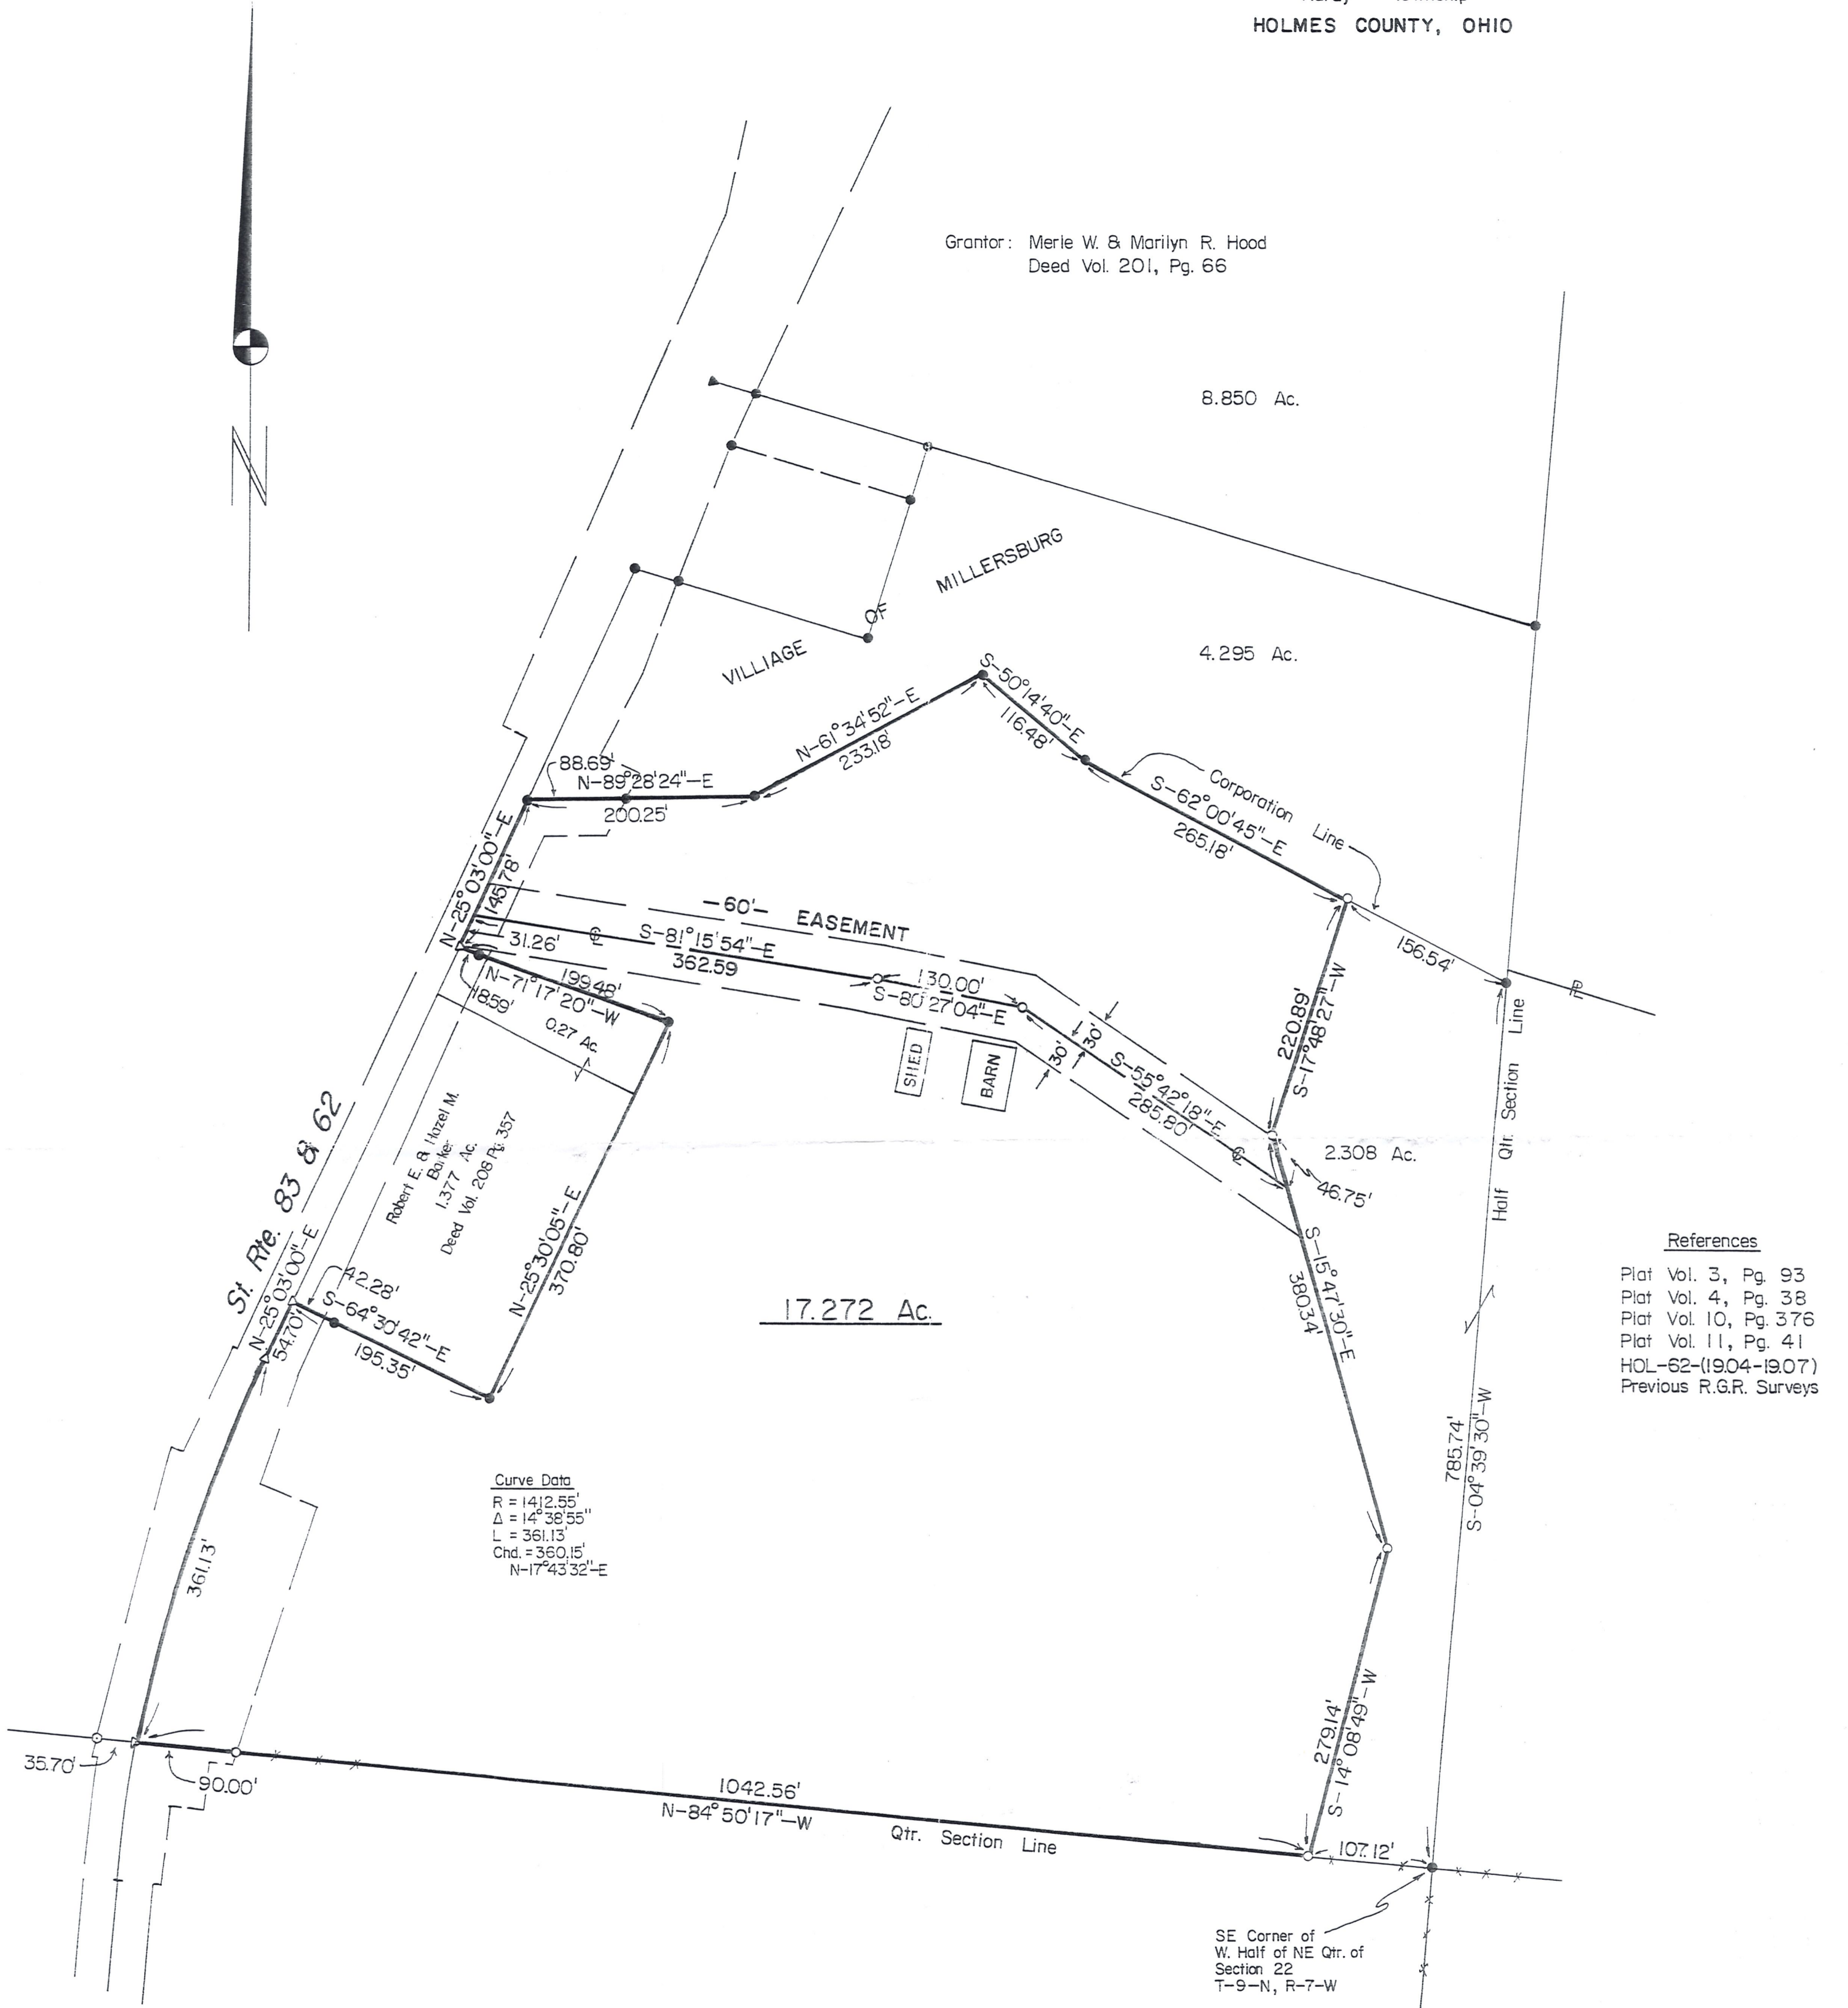 HOLMES COUNTY, OHIO
Grantor: Merle W. & Marilyn R. Hood
Deed Vol. 201, Pg. 66
8.850 Ac.
N
VILLIAGE OF MILLERSBURG
4.295 Ac.
S-50°14'40"-E
116.48'
N-61°34'52"-E
233.18'
88.69'
N-89°28'24"-E
200.25'
Corporation Line
S-62°00'45"-E
265.18'
N-25°03'00"-E
145.78'
-60'- EASEMENT
31.26'
S-81°15'54"-E
362.59
156.54'
130.00'
S-80°27'04"-E
199.48'
N-71°17'20"-W
18.59'
0.27 Ac.
220.89'
S-17°48'27"-W
30'
30'
SHED
BARN
S-55°42'18"-E
285.80'
2.308 Ac.
46.75'
Half Qtr. Section Line
St. Rte. 83 & 62
Robert E. & Hazel M.
Barker
1.377 Ac.
Deed Vol. 208 Pg. 357
N-25°30'05"-E
370.80'
N-25°03'00"-E
54.70'
42.28'
S-64°30'42"-E
195.35'
17.272 Ac.
S-15°47'30"-E
380.34'
References
Plat Vol. 3, Pg. 93
Plat Vol. 4, Pg. 38
Plat Vol. 10, Pg. 376
Plat Vol. 11, Pg. 41
HOL-62-(19.04-19.07)
Previous R.G.R. Surveys
785.74'
S-04°39'30"-W
Curve Data
R = 1412.55'
Δ = 14°38'55"
L = 361.13'
Chd. = 360.15'
N-17°43'32"-E
361.13'
279.14'
S-14°08'49"-W
35.70'
90.00'
1042.56'
N-84°50'17"-W
Qtr. Section Line
107.12'
SE Corner of
W. Half of NE Qtr. of
Section 22
T-9-N, R-7-W